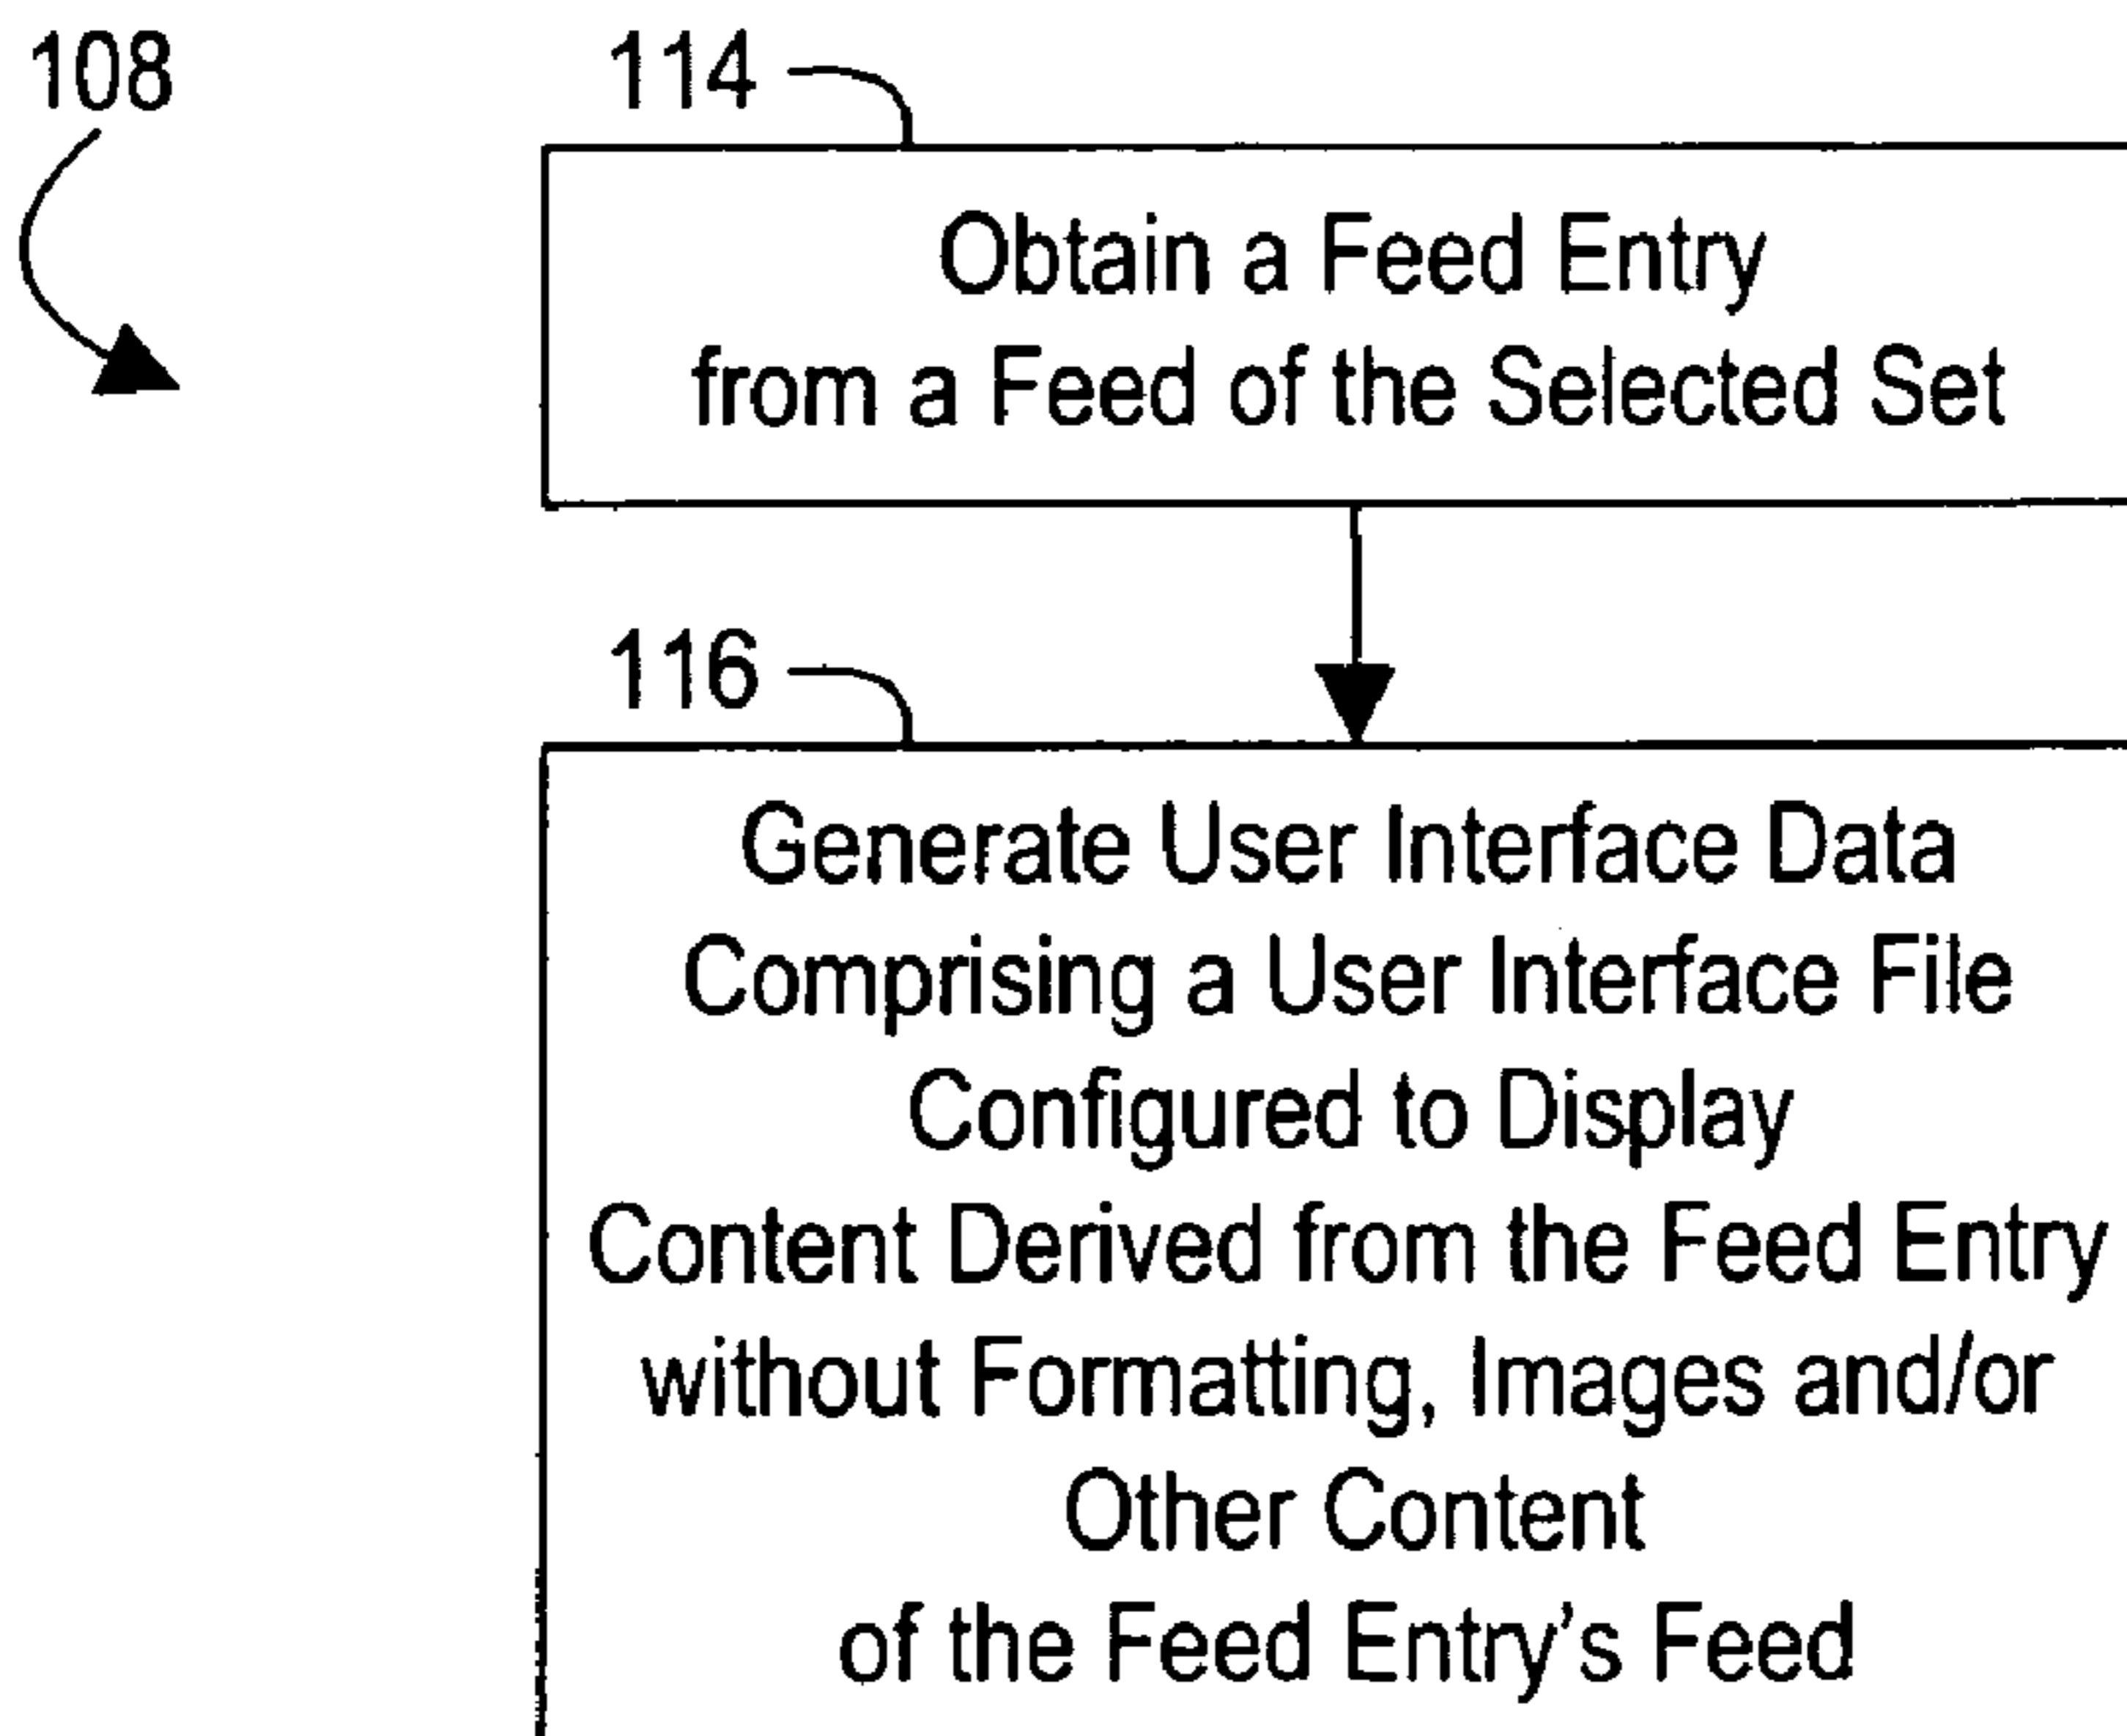 108
114
Obtain a Feed Entry
from a Feed of the Selected Set
116
Generate User Interface Data
Comprising a User Interface File
Configured to Display
Content Derived from the Feed Entry
without Formatting, Images and/or
Other Content
of the Feed Entry's Feed